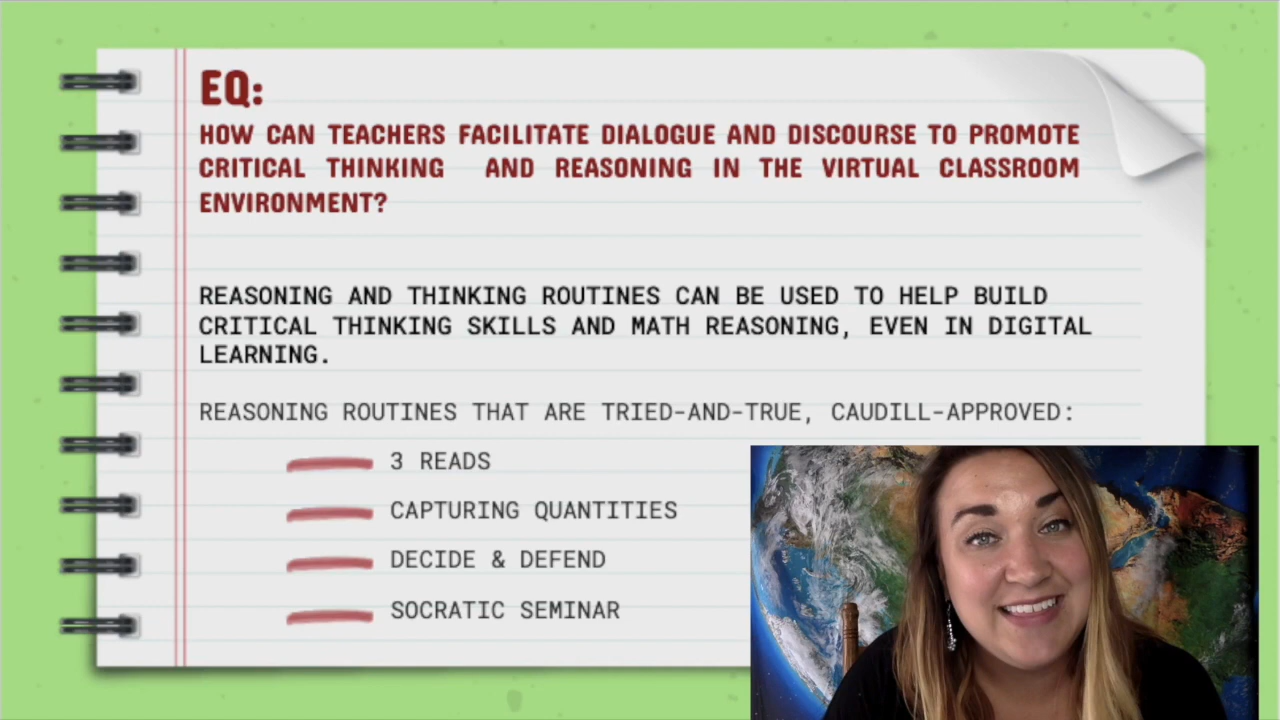 EQ:
HOW CAN TEACHERS FACILITATE DIALOGUE AND DISCOURSE TO PROMOTE
CRITICAL THINKING AND REASONING IN THE VIRTUAL CLASSROOM
ENVIRONMENT?
REASONING AND THINKING ROUTINES CAN BE USED TO HELP BUILD
CRITICAL THINKING SKILLS AND MATH REASONING, EVEN IN DIGITAL
LEARNING.
REASONING ROUTINES THAT ARE TRIED-AND-TRUE, CAUDILL-APPROVED:
3 READS
CAPTURING QUANTITIES
DECIDE & DEFEND
SOCRATIC SEMINAR